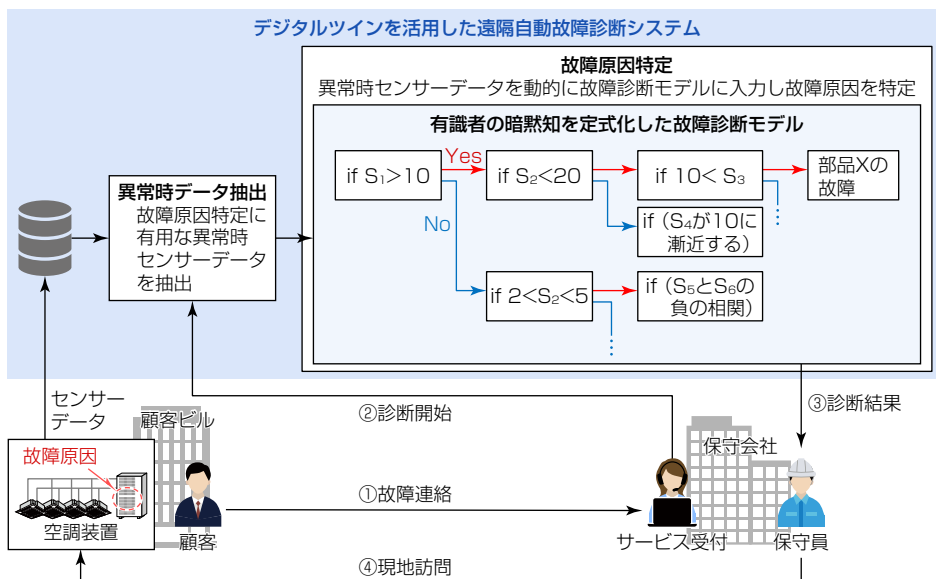 デジタルツインを活用した遠隔自動故障診断システム
故障原因特定
異常時センサーデータを動的に故障診断モデルに入力し故障原因を特定
有識者の暗黙知を定式化した故障診断モデル
if S₁>10
Yes
if S₂<20
if 10< S₃
部品Xの
故障
No
if（S₄が10に
漸近する）
if 2<S₂<5
if（S₅とS₆の
負の相関）
異常時データ抽出
故障原因特定に
有用な異常時
センサーデータ
を抽出
センサー
データ
顧客ビル
②診断開始
③診断結果
保守会社
故障原因
空調装置
顧客
①故障連絡
サービス受付
保守員
④現地訪問